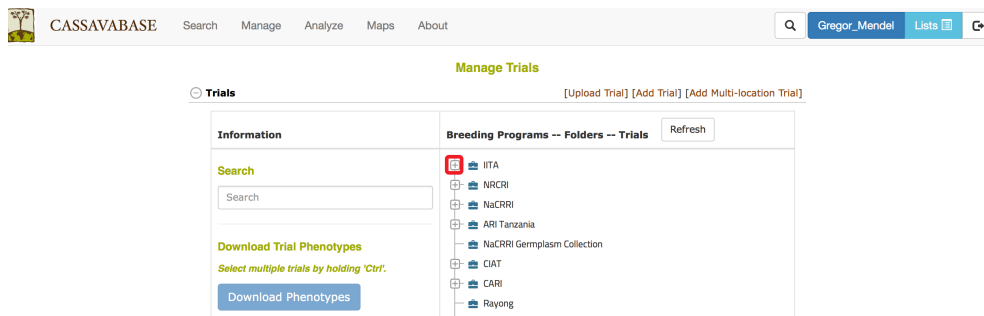 CASSAVABASE Search Manage Analyze Maps About Gregor_Mendel Lists
Manage Trials
Trials [Upload Trial] [Add Trial] [Add Multi-location Trial]
Information
Search
Search
Download Trial Phenotypes
Select multiple trials by holding 'Ctrl'.
Download Phenotypes
Breeding Programs -- Folders -- Trials Refresh
IITA
NRCRI
NaCRRI
ARI Tanzania
NaCRRI Germplasm Collection
CIAT
CARI
Rayong